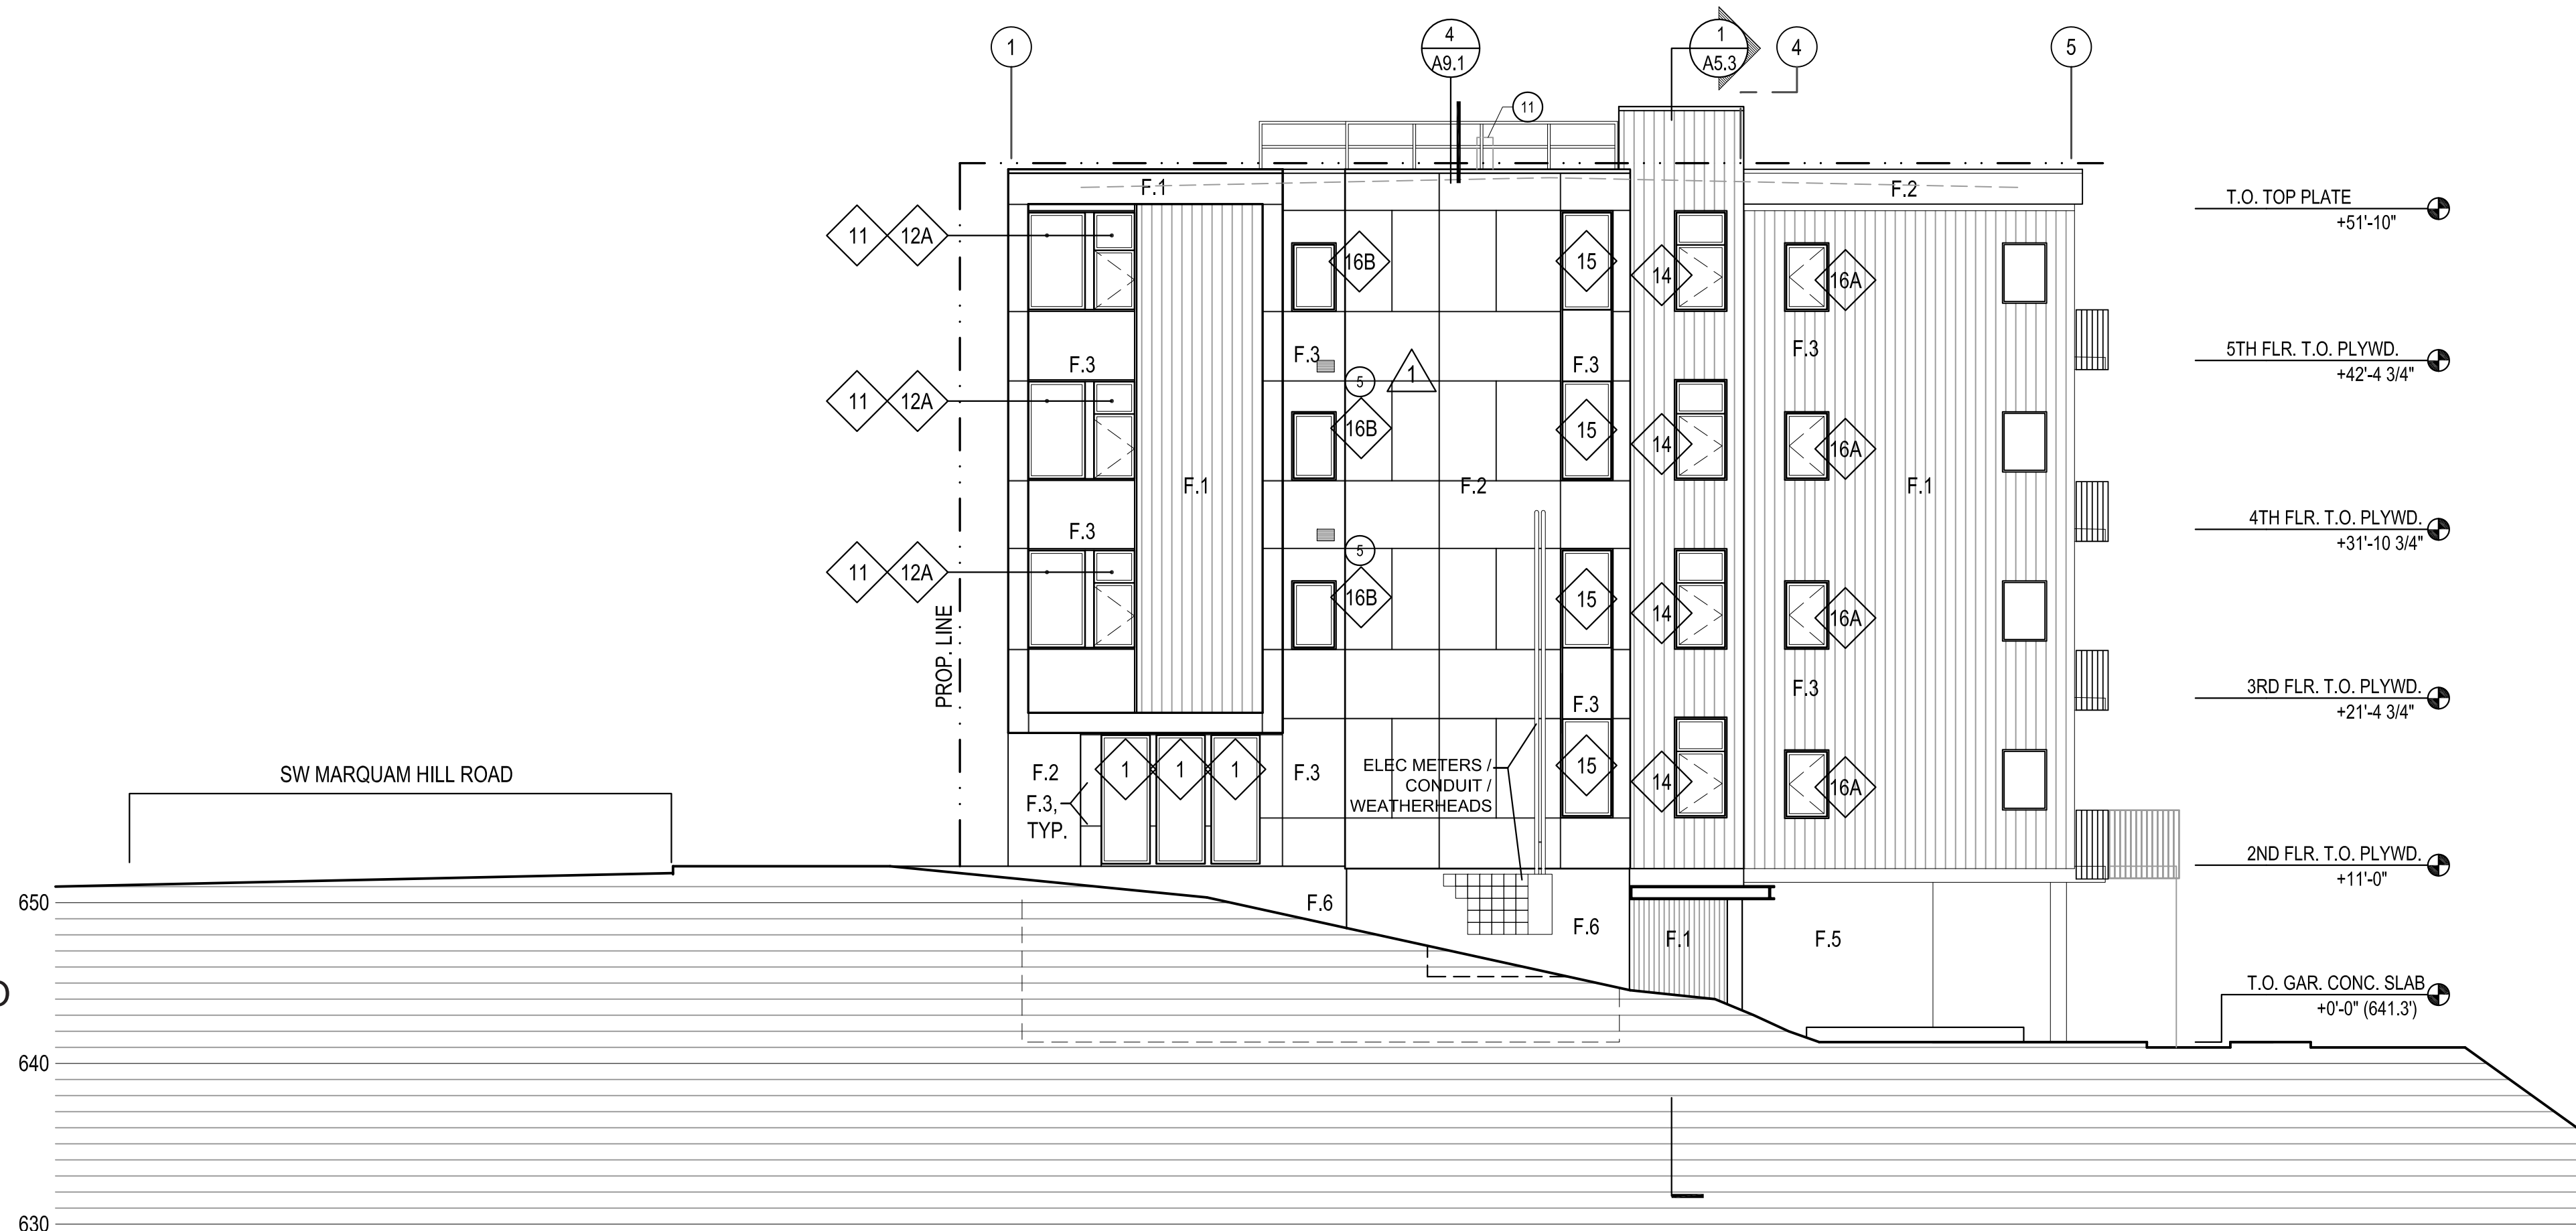 1
4
A9.1
1
A5.3
4
5
11
F.1
F.2
T.O. TOP PLATE
+51'-10"
11
12A
16B
15
14
16A
F.3
F.3
F.3
F.3
5TH FLR. T.O. PLYWD.
+42'-4 3/4"
1
5
11
12A
16B
15
14
16A
F.1
F.2
F.1
F.3
4TH FLR. T.O. PLYWD.
+31'-10 3/4"
5
11
12A
16B
15
14
16A
PROP. LINE
F.3
F.3
3RD FLR. T.O. PLYWD.
+21'-4 3/4"
SW MARQUAM HILL ROAD
F.2
F.3,
TYP.
1
1
1
F.3
ELEC METERS /
CONDUIT /
WEATHERHEADS
15
14
16A
2ND FLR. T.O. PLYWD.
+11'-0"
650
F.6
F.6
F.1
F.5
T.O. GAR. CONC. SLAB
+0'-0" (641.3')
640
630